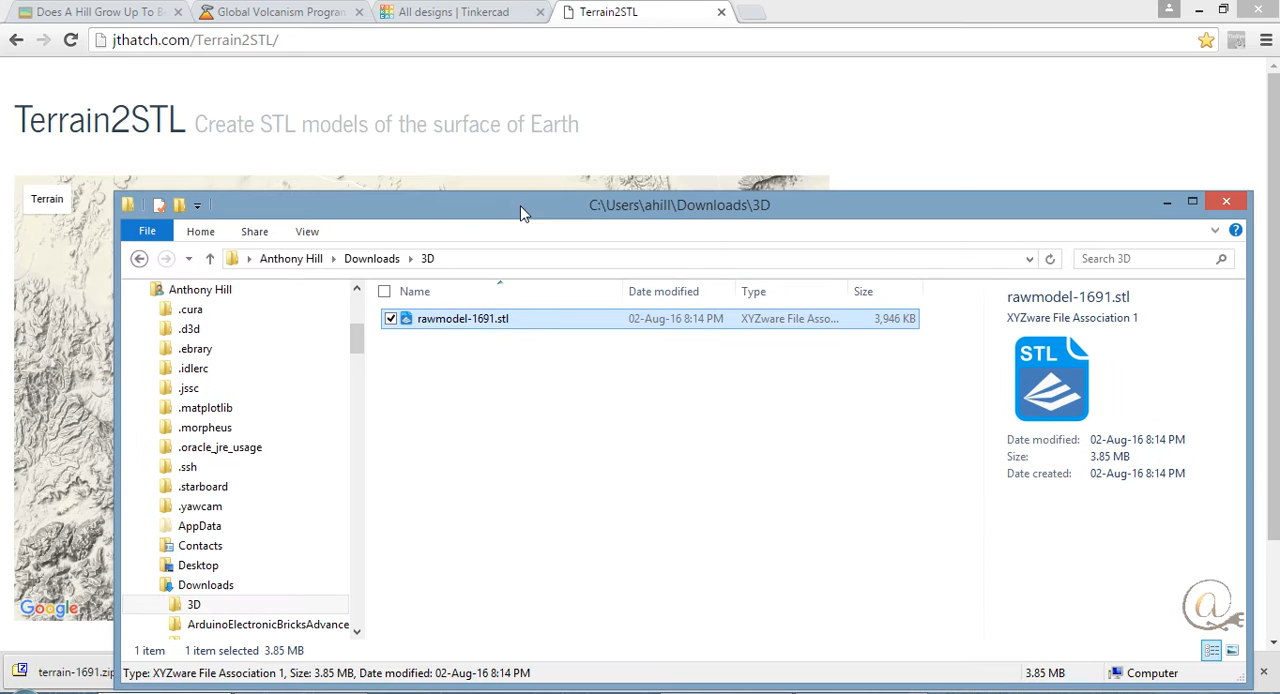 Does A Hill Grow Up To B
Global Volcanism Progran
All designs | Tinkercad
Terrain2STL
jthatch.com/Terrain2STL/
Terrain2STL Create STL models of the surface of Earth
Terrain
C:\Users\ahill\Downloads\3D
File Home Share View
Anthony Hill Downloads 3D
Search 3D
Name Date modified Type Size
rawmodel-1691.stl 02-Aug-16 8:14 PM XYZware File Asso... 3,946 KB
Anthony Hill
.cura
.d3d
.ebrary
.idlerc
.jssc
.matplotlib
.morpheus
.oracle_jre_usage
.ssh
.starboard
.yawcam
AppData
Contacts
Desktop
Downloads
3D
ArduinoElectronicBricksAdvance
rawmodel-1691.stl
XYZware File Association 1
STL
Date modified: 02-Aug-16 8:14 PM
Size: 3.85 MB
Date created: 02-Aug-16 8:14 PM
Google
1 item 1 item selected 3.85 MB
terrain-1691.zip
Type: XYZware File Association 1, Size: 3.85 MB, Date modified: 02-Aug-16 8:14 PM
3.85 MB Computer